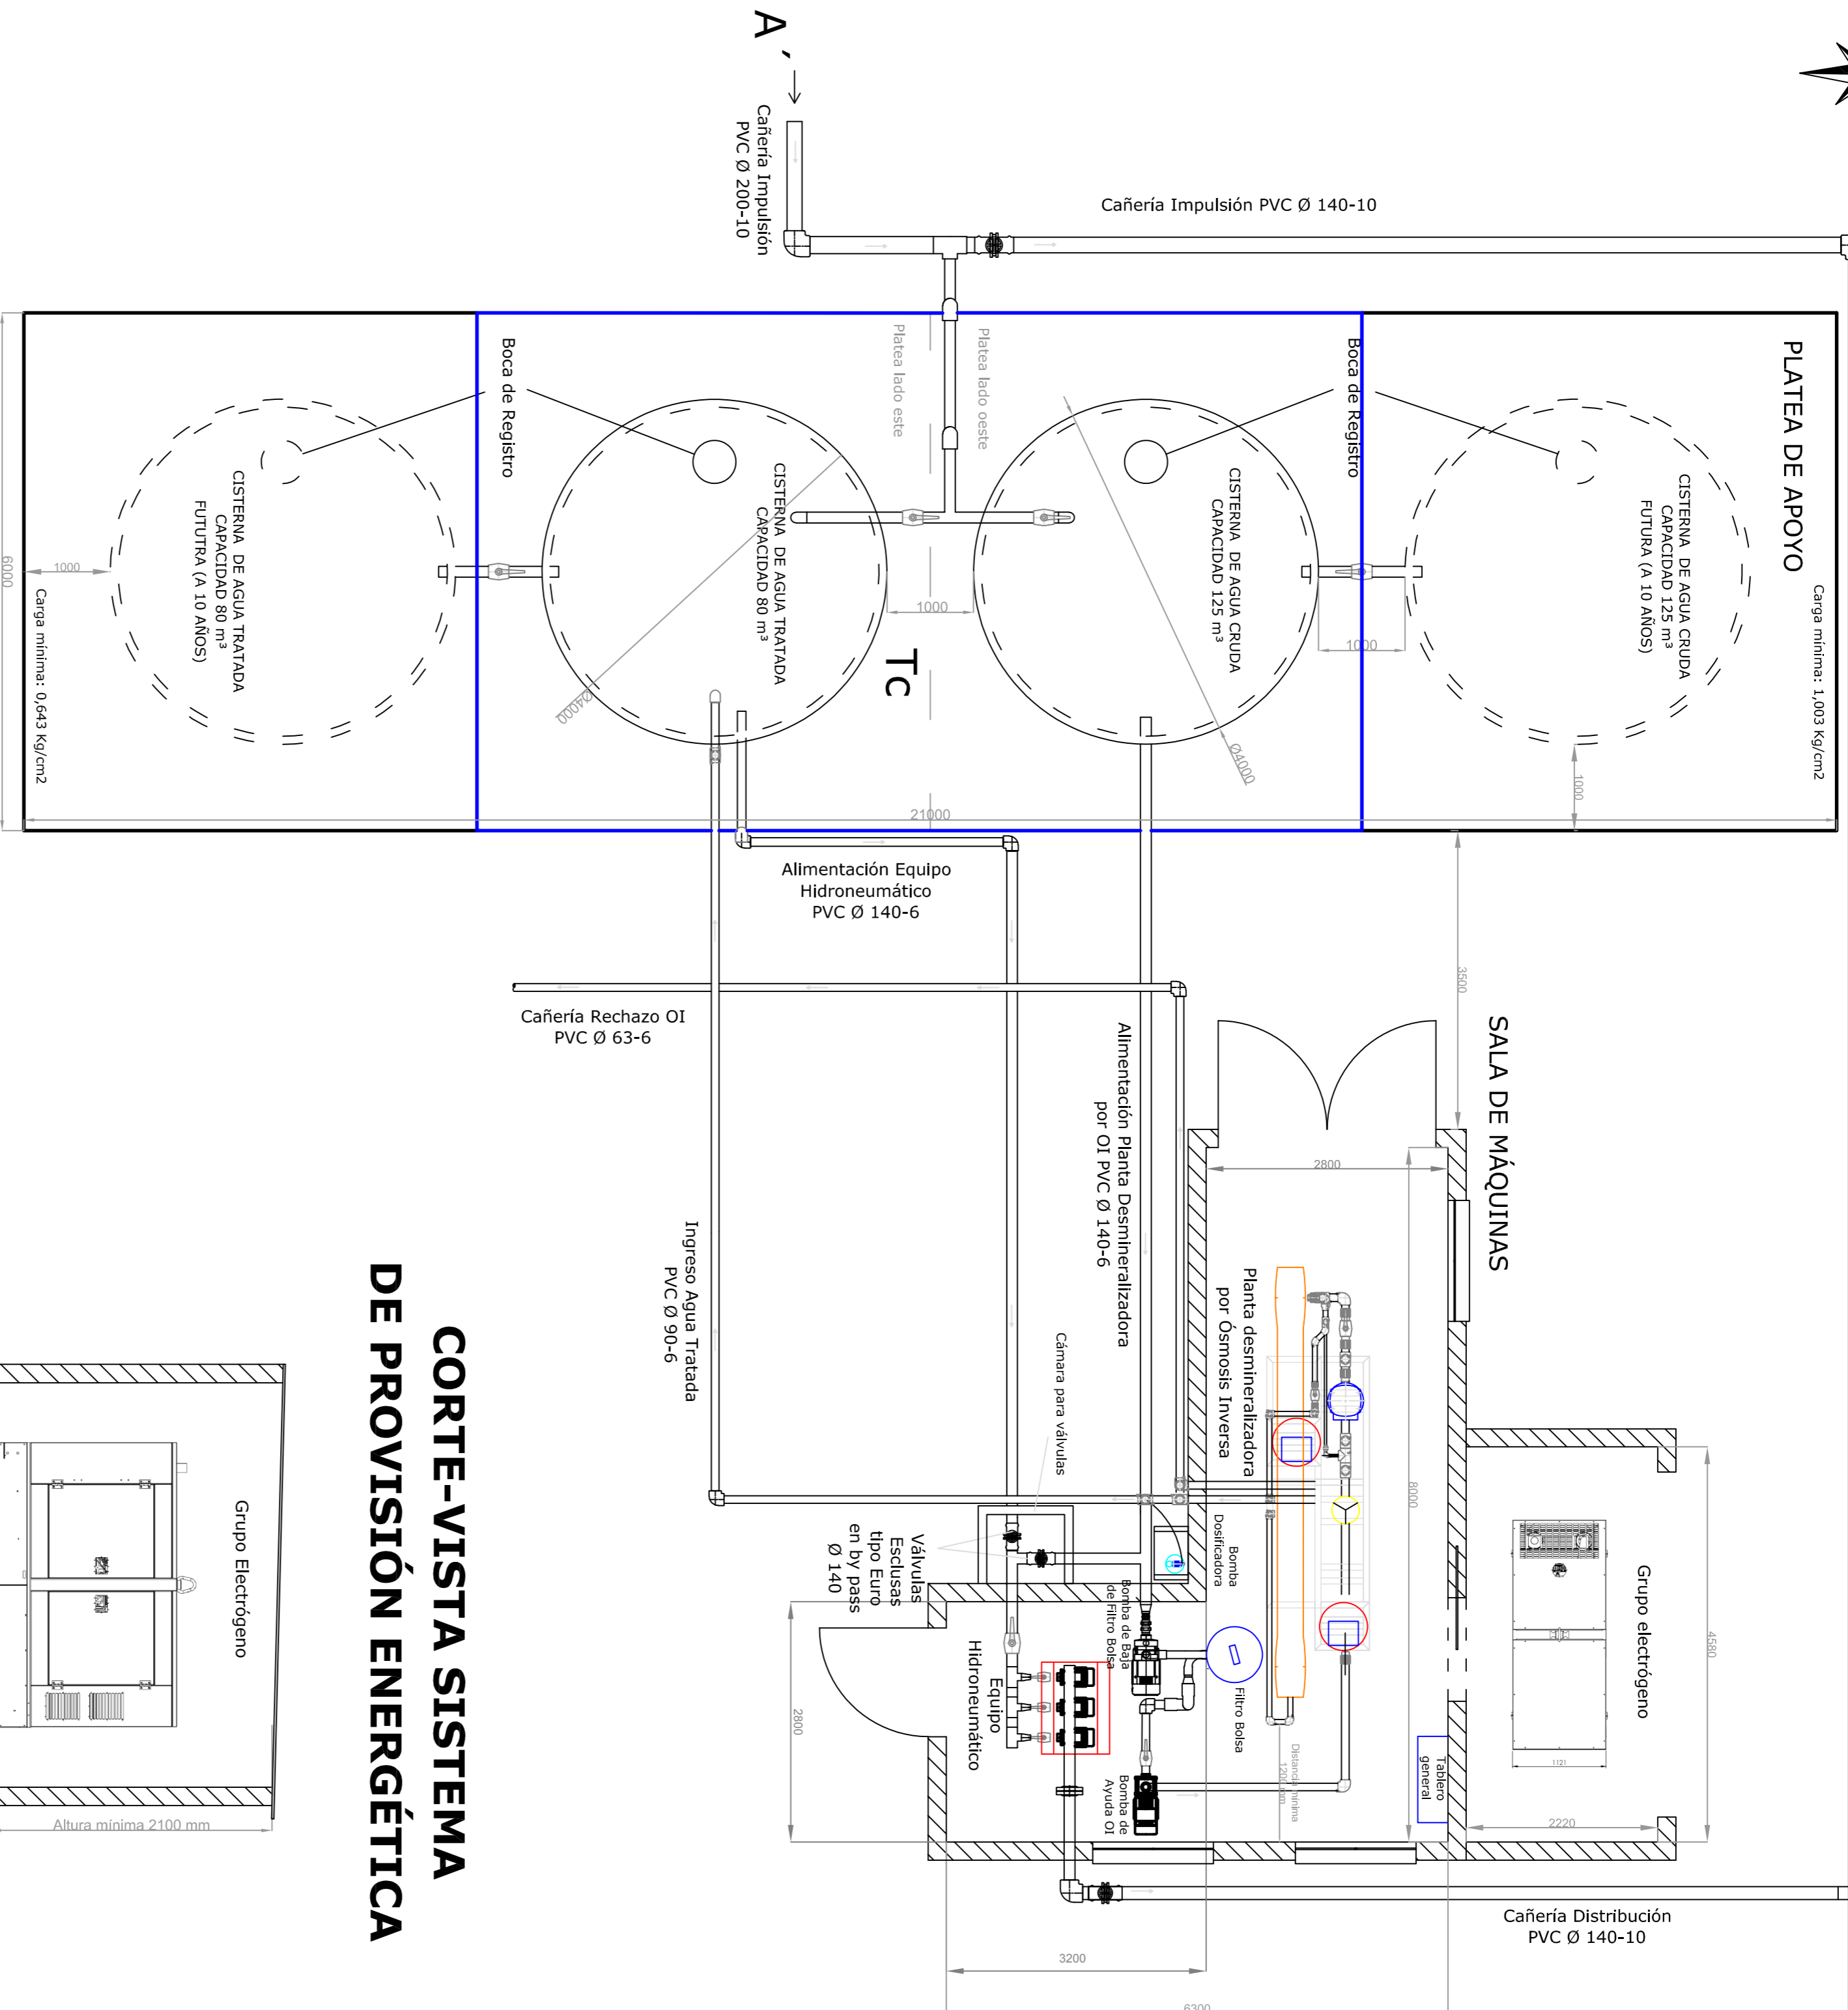 A´
Cañería Impulsión
PVC Ø 200-10
Cañería Impulsión PVC Ø 140-10
PLATEA DE APOYO
Carga mínima: 1,003 Kg/cm2
Boca de Registro
CISTERNA DE AGUA CRUDA
CAPACIDAD 125 m³
FUTURA (A 10 AÑOS)
CISTERNA DE AGUA CRUDA
CAPACIDAD 125 m³
Platea lado oeste
Platea lado este
Boca de Registro
CISTERNA DE AGUA TRATADA
CAPACIDAD 80 m³
CISTERNA DE AGUA TRATADA
CAPACIDAD 80 m³
FUTUTRA (A 10 AÑOS)
Carga mínima: 0,643 Kg/cm2
6000
1000
1000
1000
1000
Ø4000
Ø4000
Tc
21000
3500
Alimentación Equipo
Hidroneumático
PVC Ø 140-6
Cañería Rechazo OI
PVC Ø 63-6
Alimentación Planta Desmineralizadora
por OI PVC Ø 140-6
SALA DE MÁQUINAS
2800
8000
Ingreso Agua Tratada
PVC Ø 90-6
Planta desmineralizadora
por Ósmosis Inversa
Cámara para válvulas
Válvulas
Esclusas
tipo Euro
en by pass
Ø 140
Bomba
Dosificadora
Bomba de Baja
de Filtro Bolsa
Filtro Bolsa
Equipo
Hidroneumático
Bomba de
Ayuda OI
Distancia mínima
1200mm
Tablero
general
Grupo electrógeno
4580
1121
2220
2800
3200
6300
Cañería Distribución
PVC Ø 140-10
CORTE-VISTA SISTEMA
DE PROVISIÓN ENERGÉTICA
Grupo Electrógeno
Altura mínima 2100 mm